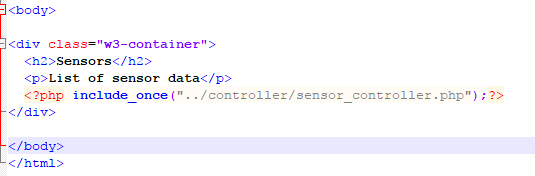 <body>
<div class="w3-container">
<h2>Sensors</h2>
<p>List of sensor data</p>
<?php include_once("../controller/sensor_controller.php");?>
</div>
</body>
</html>